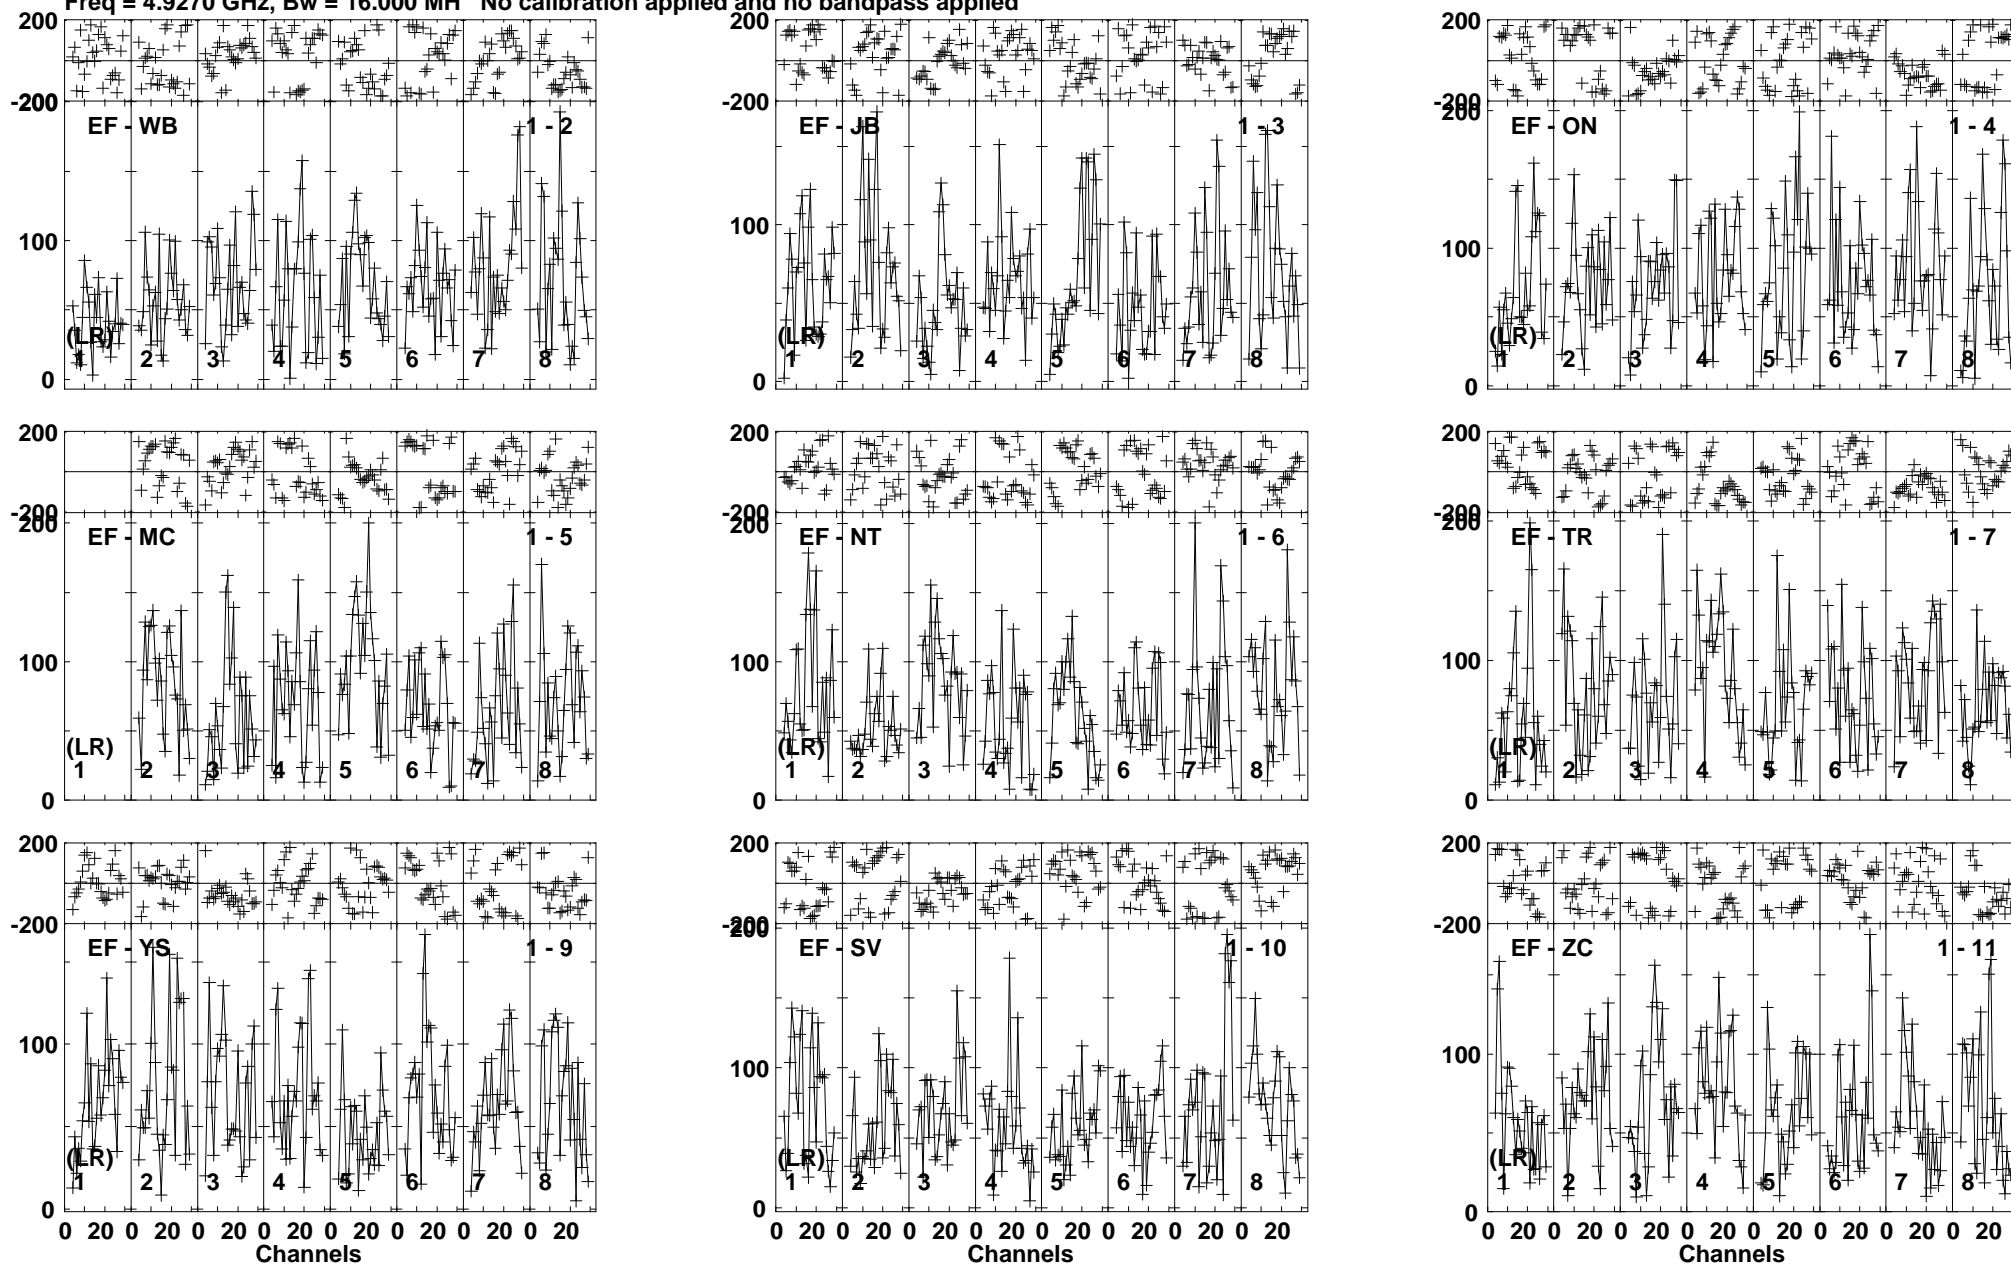 Freq = 4.9270 GHz, Bw = 16.000 MH No calibration applied and no bandpass applied
200 200 200
-200 -200 -200
200
EF - WB 1 - 2 EF - JB 1 - 3 EF - ON 1 - 4
100 100 100
(LR) (LR) (LR)
1 2 3 4 5 6 7 8 1 2 3 4 5 6 7 8 1 2 3 4 5 6 7 8
0 0 0
200 200 200
-200 -200 -200
200 200 200
EF - MC 1 - 5 EF - NT 1 - 6 EF - TR 1 - 7
100 100 100
(LR) (LR) (LR)
1 2 3 4 5 6 7 8 1 2 3 4 5 6 7 8 1 2 3 4 5 6 7 8
0 0 0
200 200 200
-200 -200 -200
200
EF - YS 1 - 9 EF - SV 1 - 10 EF - ZC 1 - 11
100 100 100
(LR) (LR) (LR)
1 2 3 4 5 6 7 8 1 2 3 4 5 6 7 8 1 2 3 4 5 6 7 8
0 0 0
0 20 0 20 0 20 0 20 0 20 0 20 0 20 0 20 0 20 0 20 0 20 0 20 0 20 0 20 0 20 0 20 0 20 0 20 0 20 0 20 0 20 0 20 0 20 0 20
Channels Channels Channels